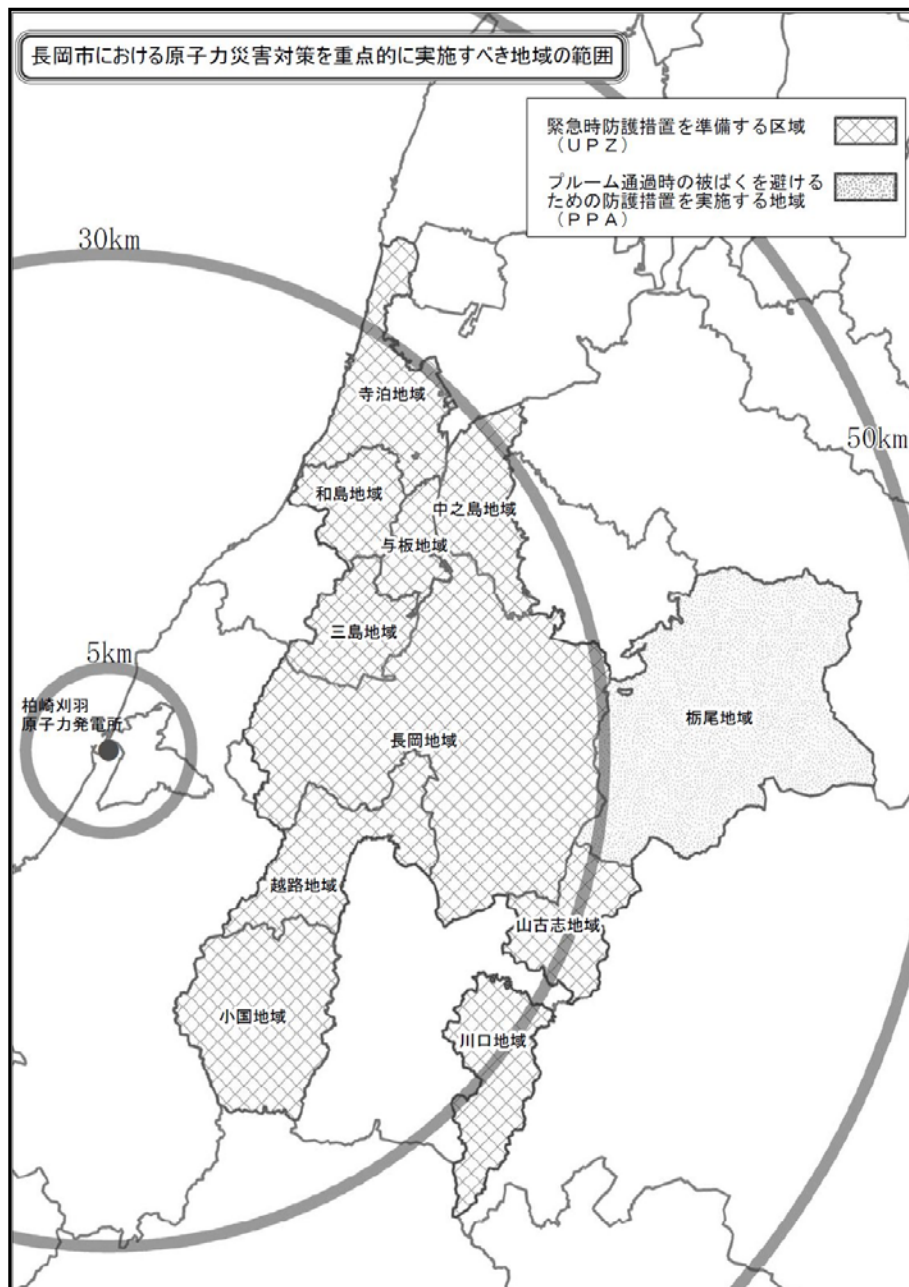 長岡市における原子力災害対策を重点的に実施すべき地域の範囲
緊急時防護措置を準備する区域
（ＵＰＺ）
プルーム通過時の被ばくを避ける
ための防護措置を実施する地域
（ＰＰＡ）
30km
寺泊地域
50km
和島地域
中之島地域
与板地域
三島地域
5km
柏崎刈羽
原子力発電所
栃尾地域
長岡地域
越路地域
山古志地域
小国地域
川口地域